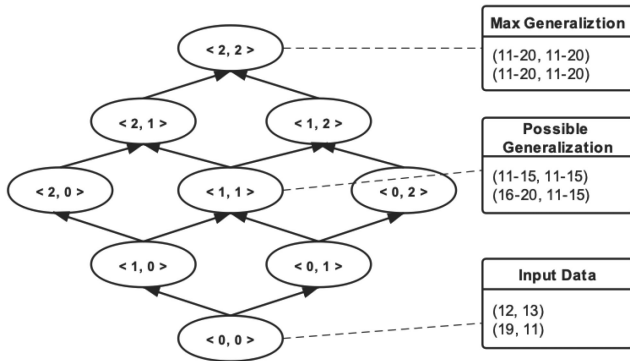 Max Generaliztion
(11-20, 11-20)
(11-20, 11-20)
< 2, 2 >
< 2, 1 >
< 1, 2 >
Possible
Generalization
(11-15, 11-15)
(16-20, 11-15)
< 2, 0 >
< 1, 1 >
< 0, 2 >
< 1, 0 >
< 0, 1 >
Input Data
(12, 13)
(19, 11)
< 0, 0 >